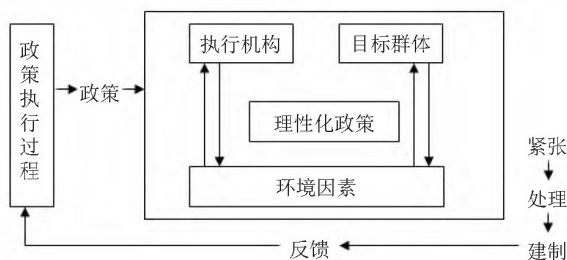 政策执行过程
政策
执行机构
目标群体
理性化政策
环境因素
紧张
处理
建制
反馈